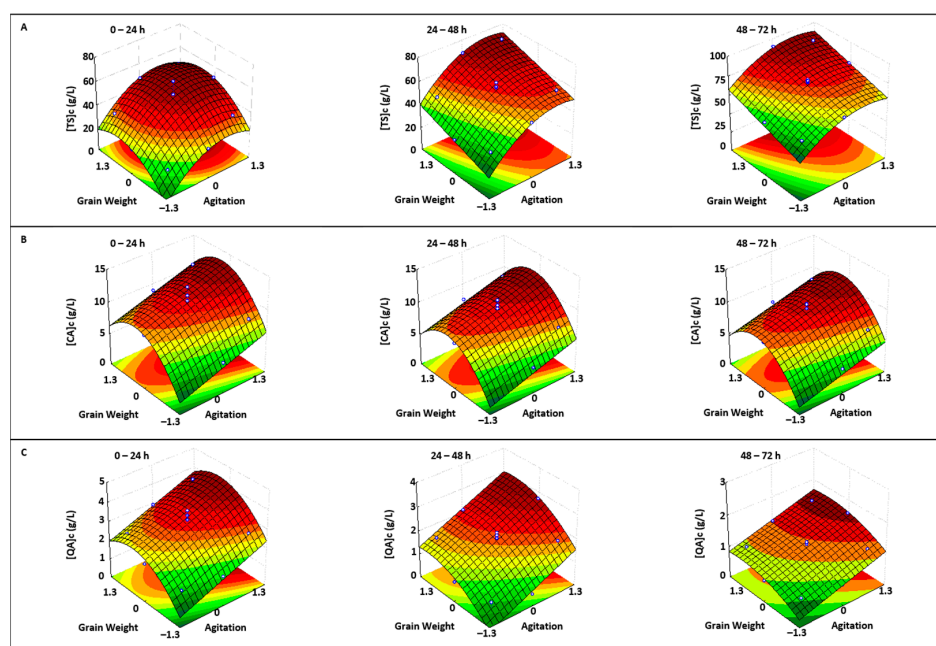 A
0 – 24 h
24 – 48 h
48 – 72 h
[TS]c (g/L)
80
60
40
20
0
1.3
0
Grain Weight
−1.3
Agitation
0
1.3
[TS]c (g/L)
80
60
40
20
0
1.3
0
Grain Weight
−1.3
Agitation
0
1.3
[TS]c (g/L)
100
75
50
25
0
1.3
0
Grain Weight
−1.3
Agitation
0
1.3
B
0 – 24 h
24 – 48 h
48 – 72 h
[CA]c (g/L)
15
10
5
0
1.3
0
Grain Weight
−1.3
Agitation
0
1.3
[CA]c (g/L)
15
10
5
0
1.3
0
Grain Weight
−1.3
Agitation
0
1.3
[CA]c (g/L)
15
10
5
0
1.3
0
Grain Weight
−1.3
Agitation
0
1.3
C
0 – 24 h
24 – 48 h
48 – 72 h
[QA]c (g/L)
5
4
3
2
1
0
1.3
0
Grain Weight
−1.3
Agitation
0
1.3
[QA]c (g/L)
4
3
2
1
0
1.3
0
Grain Weight
−1.3
Agitation
0
1.3
[QA]c (g/L)
3
2
1
0
1.3
0
Grain Weight
−1.3
Agitation
0
1.3